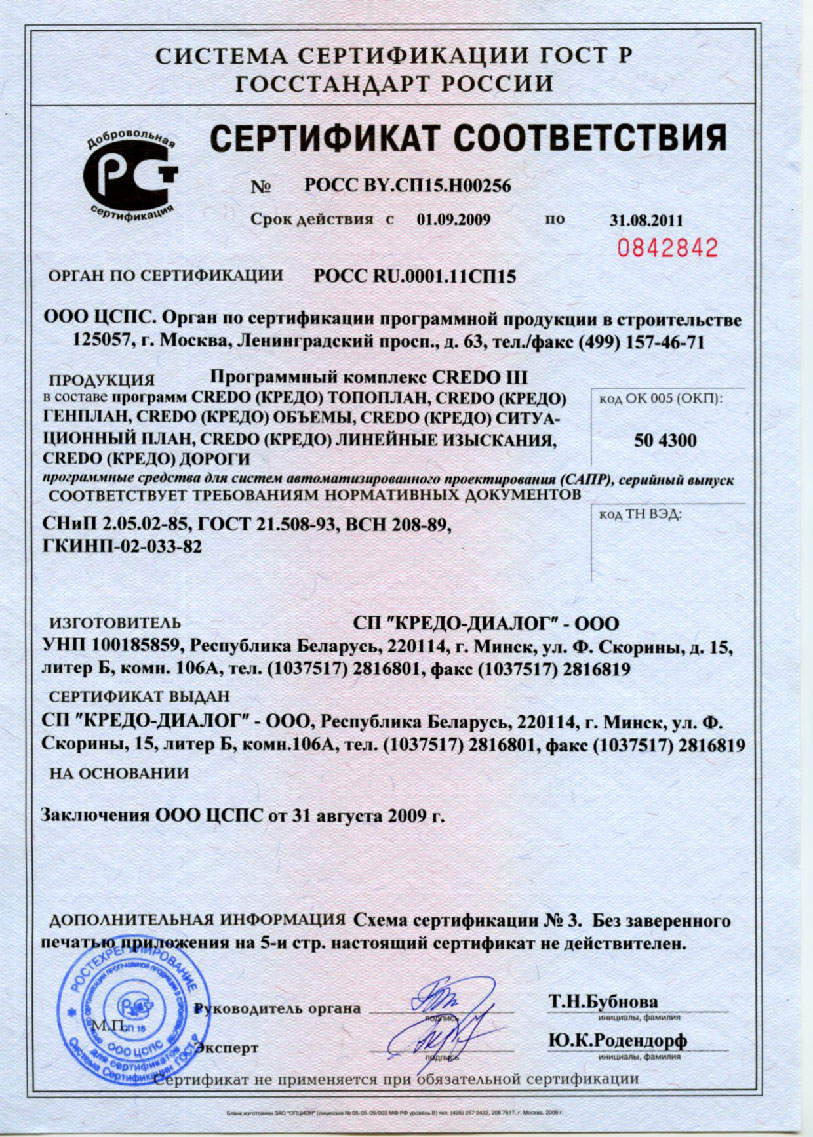 СИСТЕМА СЕРТИФИКАЦИИ ГОСТ Р
ГОССТАНДАРТ РОССИИ
Добровольная
РСТ
сертификация
СЕРТИФИКАТ СООТВЕТСТВИЯ
№ РОСС BY.СП15.Н00256
Срок действия с 01.09.2009 по 31.08.2011
0842842
ОРГАН ПО СЕРТИФИКАЦИИ РОСС RU.0001.11СП15
ООО ЦСПС. Орган по сертификации программной продукции в строительстве
125057, г. Москва, Ленинградский просп., д. 63, тел./факс (499) 157-46-71
ПРОДУКЦИЯ Программный комплекс CREDO III
в составе программ CREDO (КРЕДО) ТОПОПЛАН, CREDO (КРЕДО)
ГЕНПЛАН, CREDO (КРЕДО) ОБЪЕМЫ, CREDO (КРЕДО) СИТУА-
ЦИОННЫЙ ПЛАН, CREDO (КРЕДО) ЛИНЕЙНЫЕ ИЗЫСКАНИЯ,
CREDO (КРЕДО) ДОРОГИ
код ОК 005 (ОКП):
50 4300
программные средства для систем автоматизированного проектирования (САПР), серийный выпуск
СООТВЕТСТВУЕТ ТРЕБОВАНИЯМ НОРМАТИВНЫХ ДОКУМЕНТОВ
СНиП 2.05.02-85, ГОСТ 21.508-93, ВСН 208-89,
ГКИНП-02-033-82
код ТН ВЭД:
ИЗГОТОВИТЕЛЬ СП "КРЕДО-ДИАЛОГ" - ООО
УНП 100185859, Республика Беларусь, 220114, г. Минск, ул. Ф. Скорины, д. 15,
литер Б, комн. 106А, тел. (1037517) 2816801, факс (1037517) 2816819
СЕРТИФИКАТ ВЫДАН
СП "КРЕДО-ДИАЛОГ" - ООО, Республика Беларусь, 220114, г. Минск, ул. Ф.
Скорины, 15, литер Б, комн.106А, тел. (1037517) 2816801, факс (1037517) 2816819
НА ОСНОВАНИИ
Заключения ООО ЦСПС от 31 августа 2009 г.
ДОПОЛНИТЕЛЬНАЯ ИНФОРМАЦИЯ Схема сертификации № 3. Без заверенного
печатью приложения на 5-и стр. настоящий сертификат не действителен.
РОСТЕХРЕГУЛИРОВАНИЕ
СП 15
ООО ЦСПС
для сертификатов
Система Сертификации ГОСТ Р
М.П.
Руководитель органа подпись Т.Н.Бубнова
инициалы, фамилия
Эксперт подпись Ю.К.Родендорф
инициалы, фамилия
Сертификат не применяется при обязательной сертификации